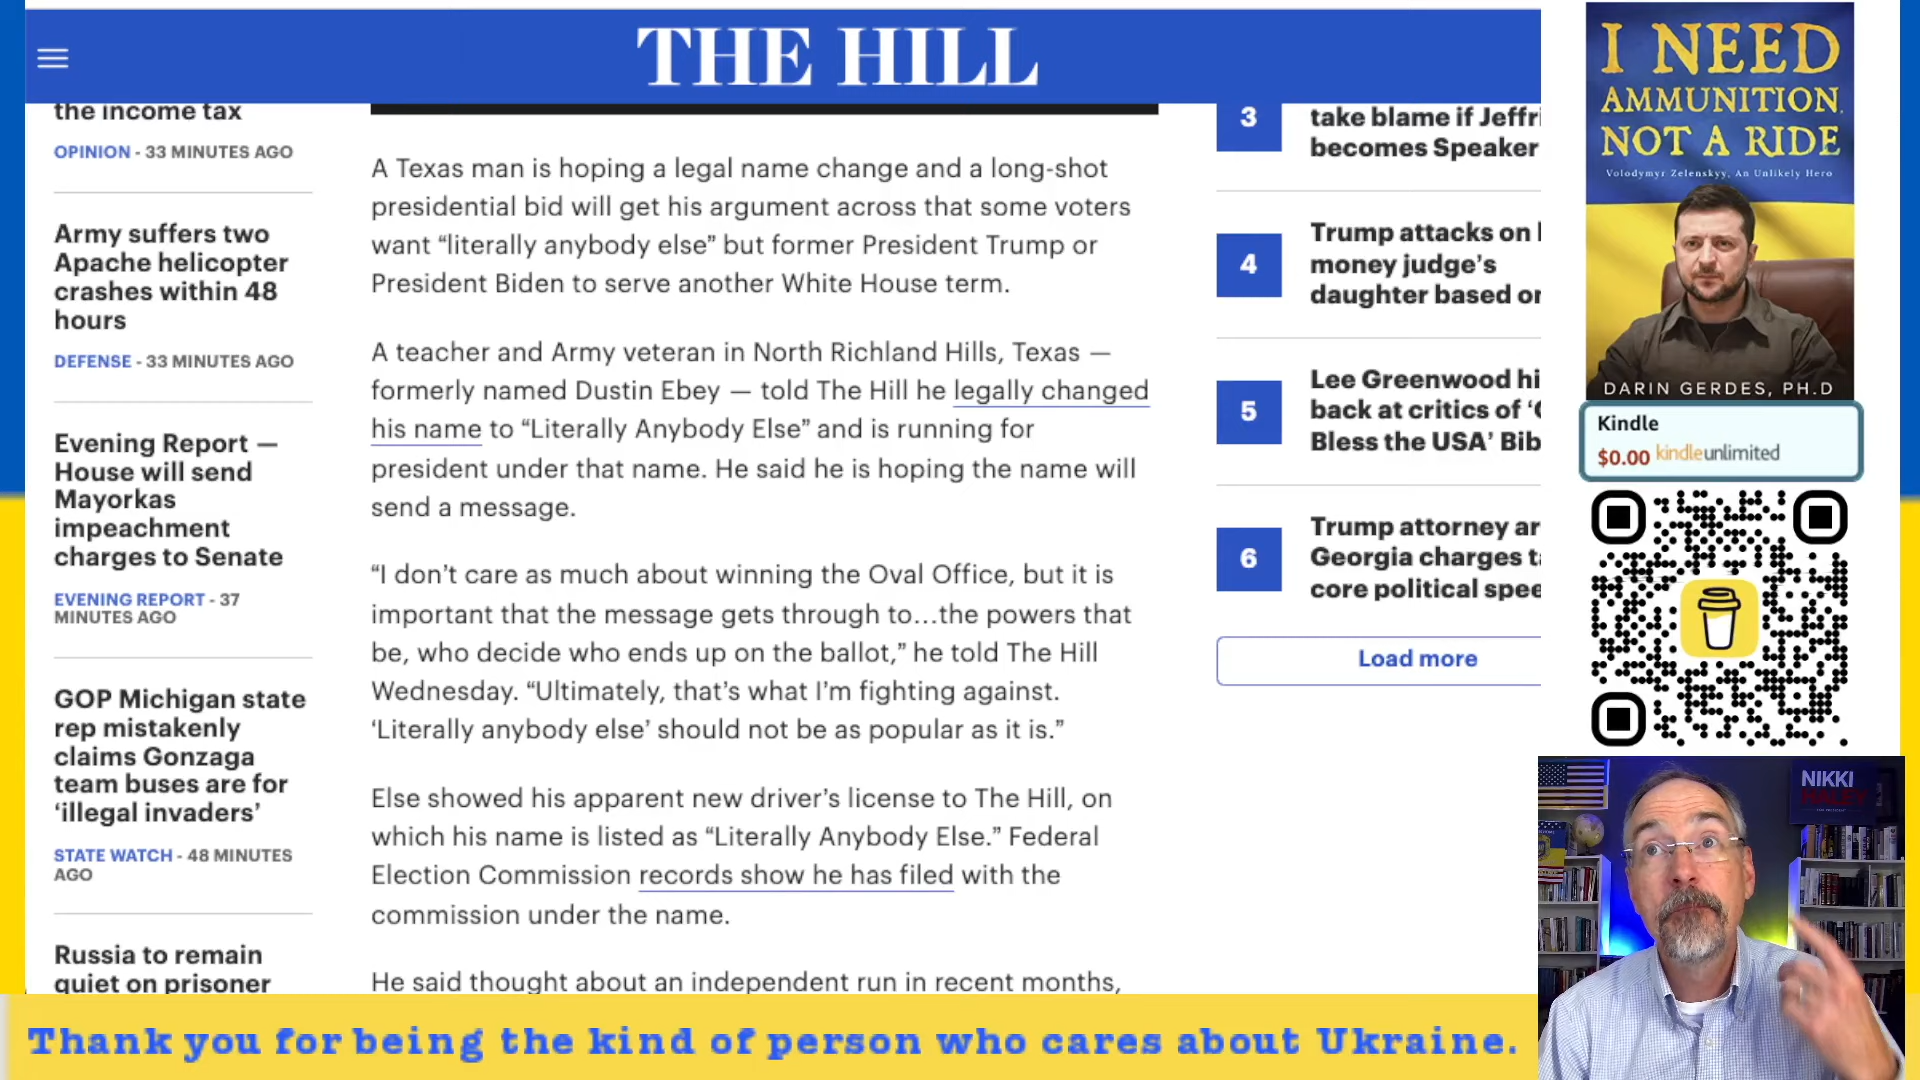 THE HILL
the income tax
OPINION - 33 MINUTES AGO
Army suffers two
Apache helicopter
crashes within 48
hours
DEFENSE - 33 MINUTES AGO
Evening Report —
House will send
Mayorkas
impeachment
charges to Senate
EVENING REPORT - 37
MINUTES AGO
GOP Michigan state
rep mistakenly
claims Gonzaga
team buses are for
‘illegal invaders’
STATE WATCH - 48 MINUTES
AGO
Russia to remain
quiet on prisoner
A Texas man is hoping a legal name change and a long-shot
presidential bid will get his argument across that some voters
want “literally anybody else” but former President Trump or
President Biden to serve another White House term.
A teacher and Army veteran in North Richland Hills, Texas —
formerly named Dustin Ebey — told The Hill he legally changed
his name to “Literally Anybody Else” and is running for
president under that name. He said he is hoping the name will
send a message.
“I don’t care as much about winning the Oval Office, but it is
important that the message gets through to…the powers that
be, who decide who ends up on the ballot,” he told The Hill
Wednesday. “Ultimately, that’s what I’m fighting against.
‘Literally anybody else’ should not be as popular as it is.”
Else showed his apparent new driver’s license to The Hill, on
which his name is listed as “Literally Anybody Else.” Federal
Election Commission records show he has filed with the
commission under the name.
He said thought about an independent run in recent months,
3
take blame if Jeffri
becomes Speaker
4
Trump attacks on
money judge’s
daughter based on
5
Lee Greenwood hi
back at critics of ‘
Bless the USA’ Bib
6
Trump attorney ar
Georgia charges
core political spee
Load more
I NEED
AMMUNITION,
NOT A RIDE
Volodymyr Zelenskyy, An Unlikely Hero
DARIN GERDES, PH.D
Kindle
$0.00 kindleunlimited
NIKKI
HALEY
Thank you for being the kind of person who cares about Ukraine.